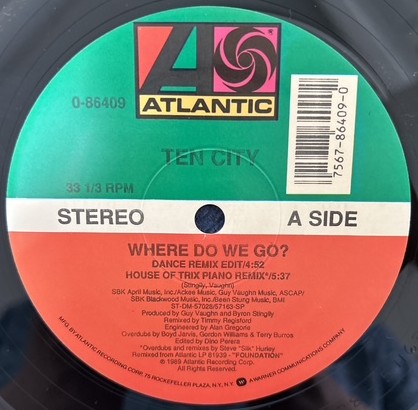 ATLANTIC
0-86409
7567-86409-0
TEN CITY
33 1/3 RPM
STEREO
A SIDE
WHERE DO WE GO?
DANCE REMIX EDIT/4:52
HOUSE OF TRIX PIANO REMIX*/5:37
(Stingily, Vaughn)
SBK April Music, Inc./Ackee Music, Guy Vaughn Music, ASCAP/
SBK Blackwood Music, Inc./Been Stung Music, BMI
ST-DM-57028/57163-SP
Produced by Guy Vaughn and Byron Stingily
Remixed by Timmy Regisford
Engineered by Alan Gregorie
Overdubs by Boyd Jarvis, Gordon Williams & Terry Burrus
Edited by Dino Perera
*Overdubs and remixes by Steve "Silk" Hurley
Remixed from Atlantic LP 81939 - "FOUNDATION"
℗ 1989 Atlantic Recording Corp.
All Rights Reserved.
MFG. BY ATLANTIC RECORDING CORP. 75 ROCKEFELLER PLAZA, N.Y., N.Y. A WARNER COMMUNICATIONS COMPANY